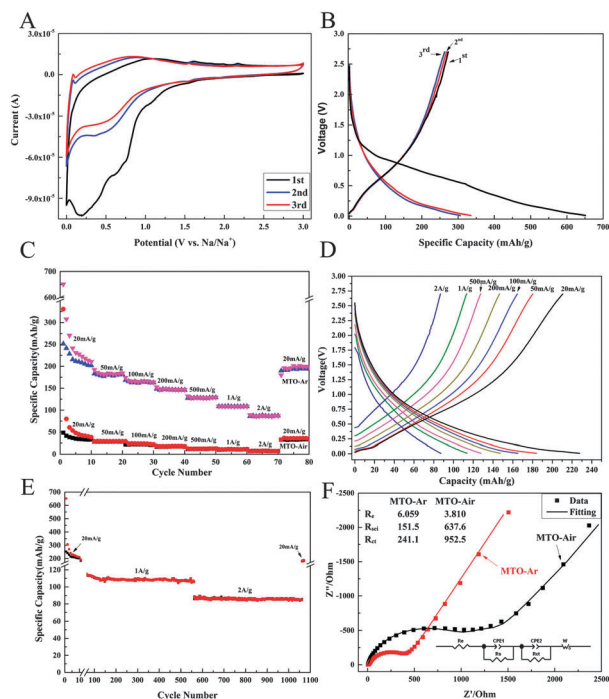 A
3.0x10⁻⁵
0.0
-3.0x10⁻⁵
-6.0x10⁻⁵
-9.0x10⁻⁵
Current (A)
1st
2nd
3rd
0.0 0.5 1.0 1.5 2.0 2.5 3.0
Potential (V vs. Na/Na⁺)
B
3.0
2.5
2.0
1.5
1.0
0.5
0.0
Voltage (V)
2nd
3rd
1st
0 100 200 300 400 500 600 700
Specific Capacity (mAh/g)
C
700
600
250
200
150
100
50
0
Specific Capacity(mAh/g)
20mA/g
50mA/g
100mA/g
200mA/g
500mA/g
1A/g
2A/g
20mA/g
MTO-Ar
20mA/g
50mA/g
100mA/g
200mA/g
500mA/g
1A/g
2A/g
20mA/g
MTO-Air
0 10 20 30 40 50 60 70 80
Cycle Number
D
3.00
2.75
2.50
2.25
2.00
1.75
1.50
1.25
1.00
0.75
0.50
0.25
0.00
Voltage(V)
2A/g
1A/g
500mA/g
200mA/g
100mA/g
50mA/g
20mA/g
0 20 40 60 80 100 120 140 160 180 200 220 240
Capacity (mAh/g)
E
700
600
500
400
300
200
150
100
50
0
Specific Capacity(mAh/g)
20mA/g
1A/g
2A/g
20mA/g
0 100 200 300 400 500 600 700 800 900 1000 1100
Cycle Number
F
-2000
-1500
-1000
-500
0
Z''/Ohm
MTO-Ar MTO-Air
Re 6.059 3.810
Rsei 151.5 637.6
Rct 241.1 952.5
Data
Fitting
MTO-Air
MTO-Ar
Re CPE1 CPE2 W
Rs Rct
0 500 1000 1500 2000 2500
Z'/Ohm